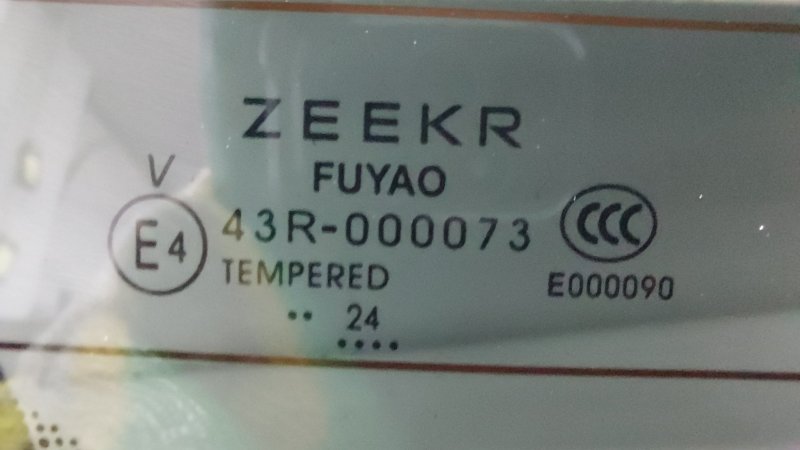 ZEEKR
FUYAO
V
E4 43R-000073 CCC
TEMPERED E000090
•• 24
••••